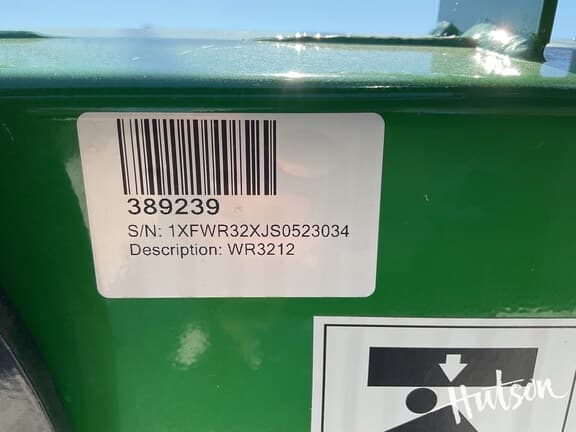 389239
S/N: 1XFWR32XJS0523034
Description: WR3212
Hutson